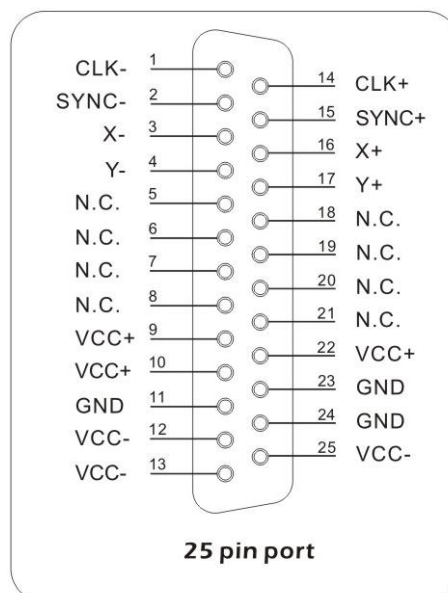 CLK- 1
14 CLK+
SYNC- 2
15 SYNC+
X- 3
16 X+
Y- 4
17 Y+
N.C. 5
18 N.C.
N.C. 6
19 N.C.
N.C. 7
20 N.C.
N.C. 8
21 N.C.
VCC+ 9
22 VCC+
VCC+ 10
23 GND
GND 11
24 GND
VCC- 12
25 VCC-
VCC- 13
25 pin port